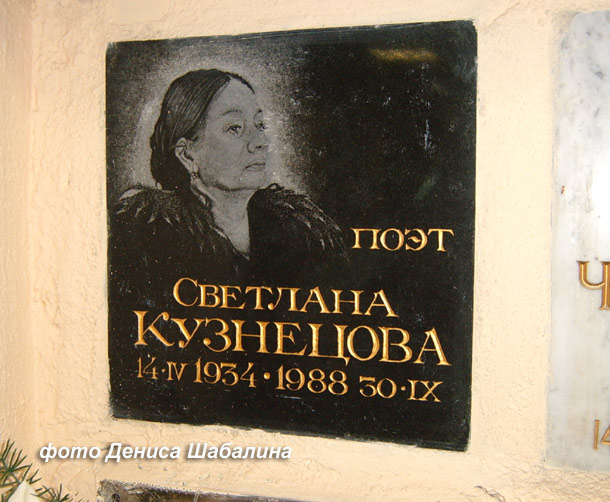 ПОЭТ
СВЕТЛАНА
КУЗНЕЦОВА
14·IV 1934·1988 30·IX
фото Дениса Шабалина